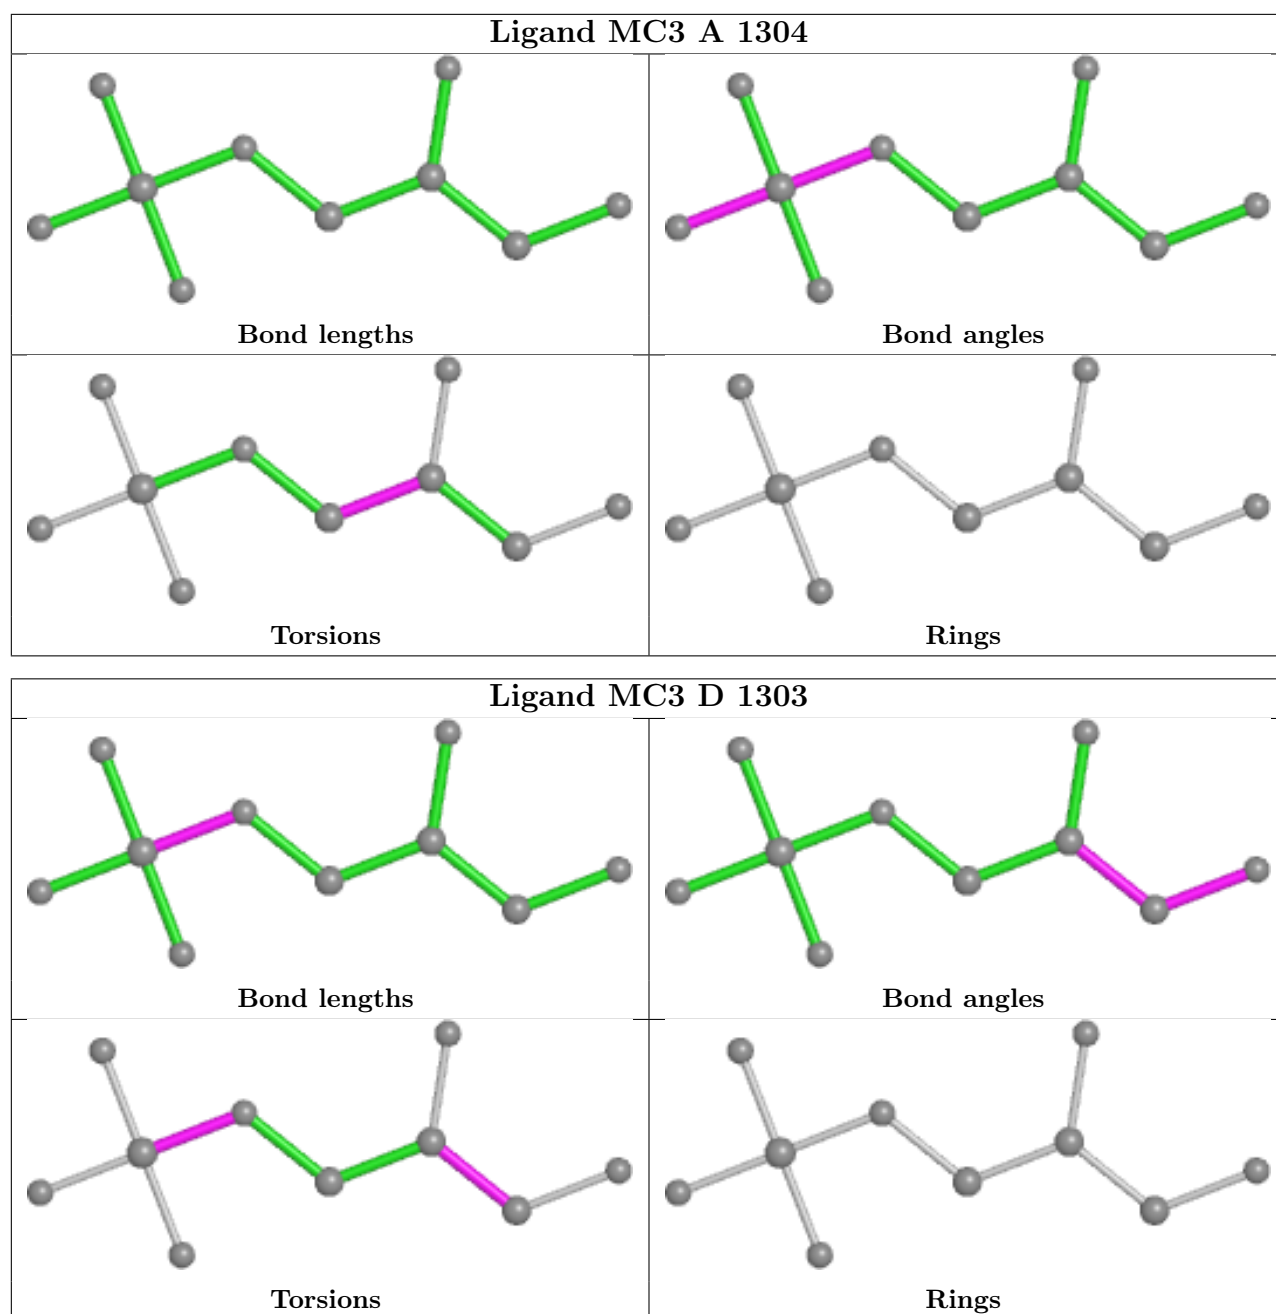 Ligand MC3 A 1304
Bond lengths
Bond angles
Torsions
Rings
Ligand MC3 D 1303
Bond lengths
Bond angles
Torsions
Rings